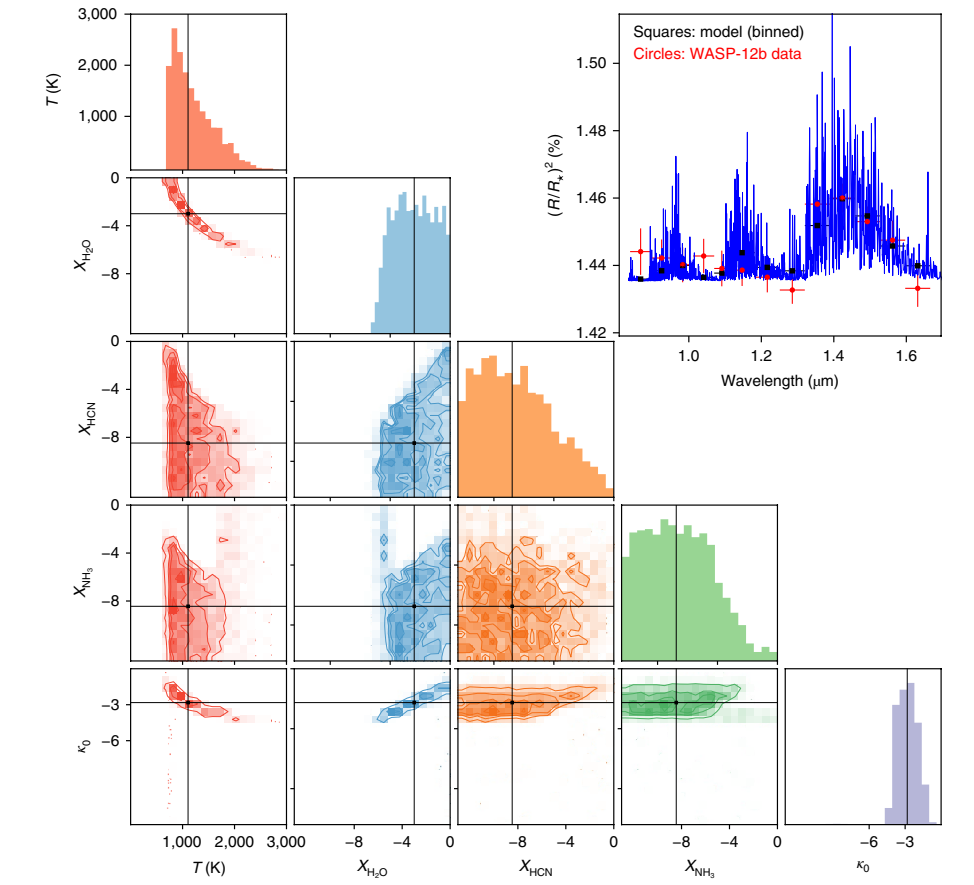 3,000
2,000
1,000
T (K)
Squares: model (binned)
Circles: WASP-12b data
1.50
1.48
1.46
1.44
1.42
(R/R⋆)² (%)
1.0 1.2 1.4 1.6
Wavelength (μm)
0
−4
−8
X_H₂O
0
−4
−8
X_HCN
0
−4
−8
X_NH₃
−3
−6
κ₀
1,000 2,000 3,000 −8 −4 0 −8 −4 0 −8 −4 0 −6 −3
T (K) X_H₂O X_HCN X_NH₃ κ₀